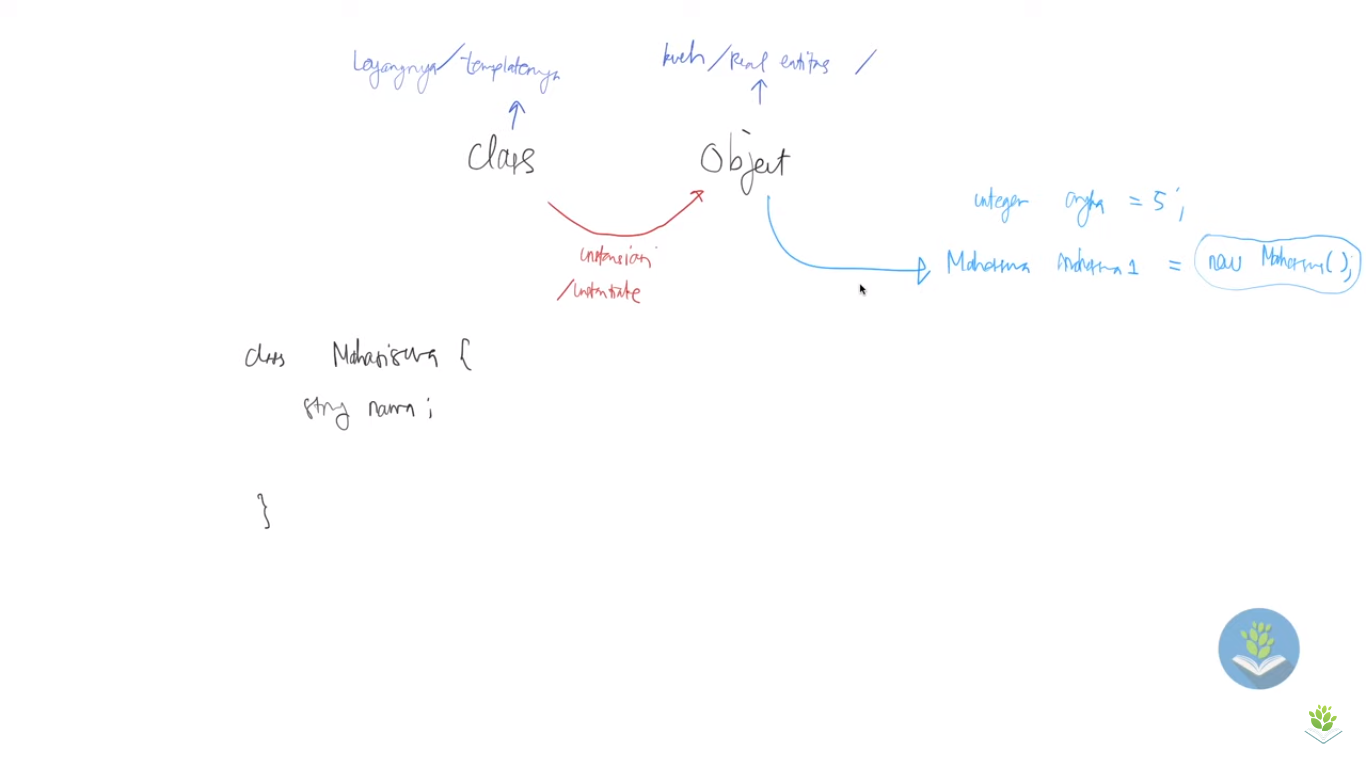 Loyangnya / templatenya
kueh / Real entitas /
Class
Object
integer angka = 5;
instansiasi
/instantiate
Mahasiswa mahasiswa1 = new Mahasiswa();
class Mahasiswa {
string nama;
}